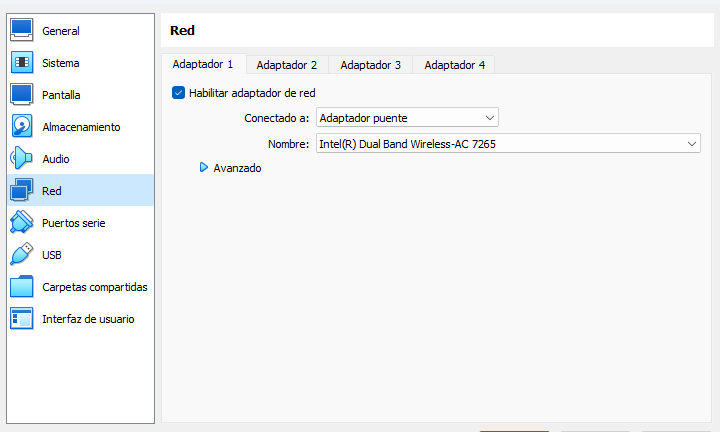 General
Sistema
Pantalla
Almacenamiento
Audio
Red
Puertos serie
USB
Carpetas compartidas
Interfaz de usuario
Red
Adaptador 1 Adaptador 2 Adaptador 3 Adaptador 4
Habilitar adaptador de red
Conectado a: Adaptador puente
Nombre: Intel(R) Dual Band Wireless-AC 7265
Avanzado